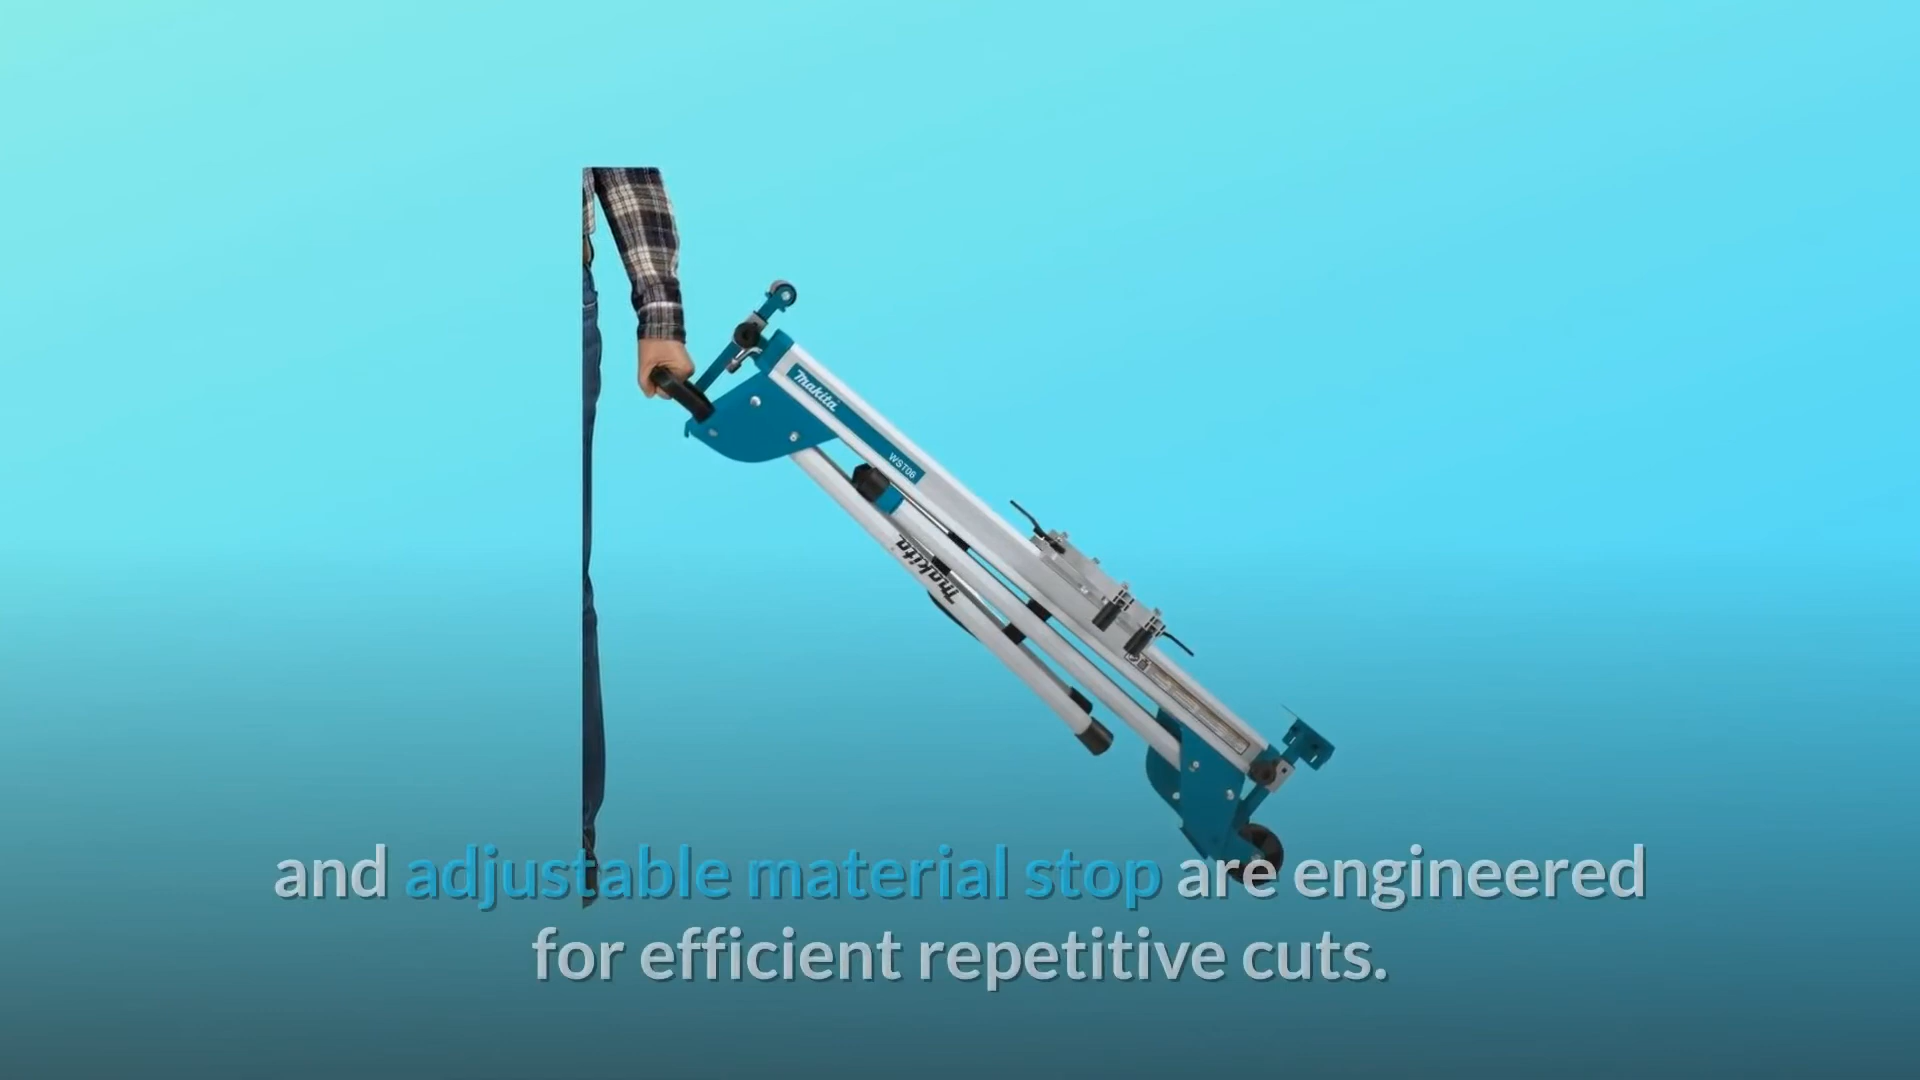 Makita
WST06
Makita
and adjustable material stop are engineered
for efficient repetitive cuts.